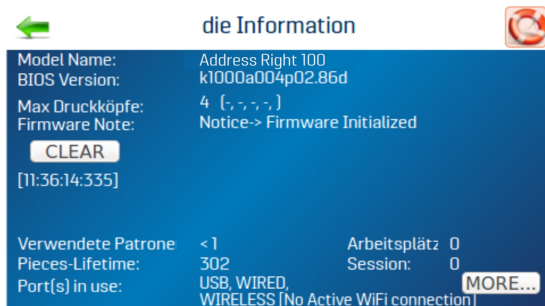 die Information
Model Name: Address Right 100
BIOS Version: k1000a004p02.86d
Max Druckköpfe: 4 (-, -, -, -, )
Firmware Note: Notice-> Firmware Initialized
CLEAR
[11:36:14:335]
Verwendete Patrone <1 Arbeitsplätz 0
Pieces-Lifetime: 302 Session: 0
Port(s) in use: USB, WIRED,
WIRELESS [No Active WiFi connection]
MORE...